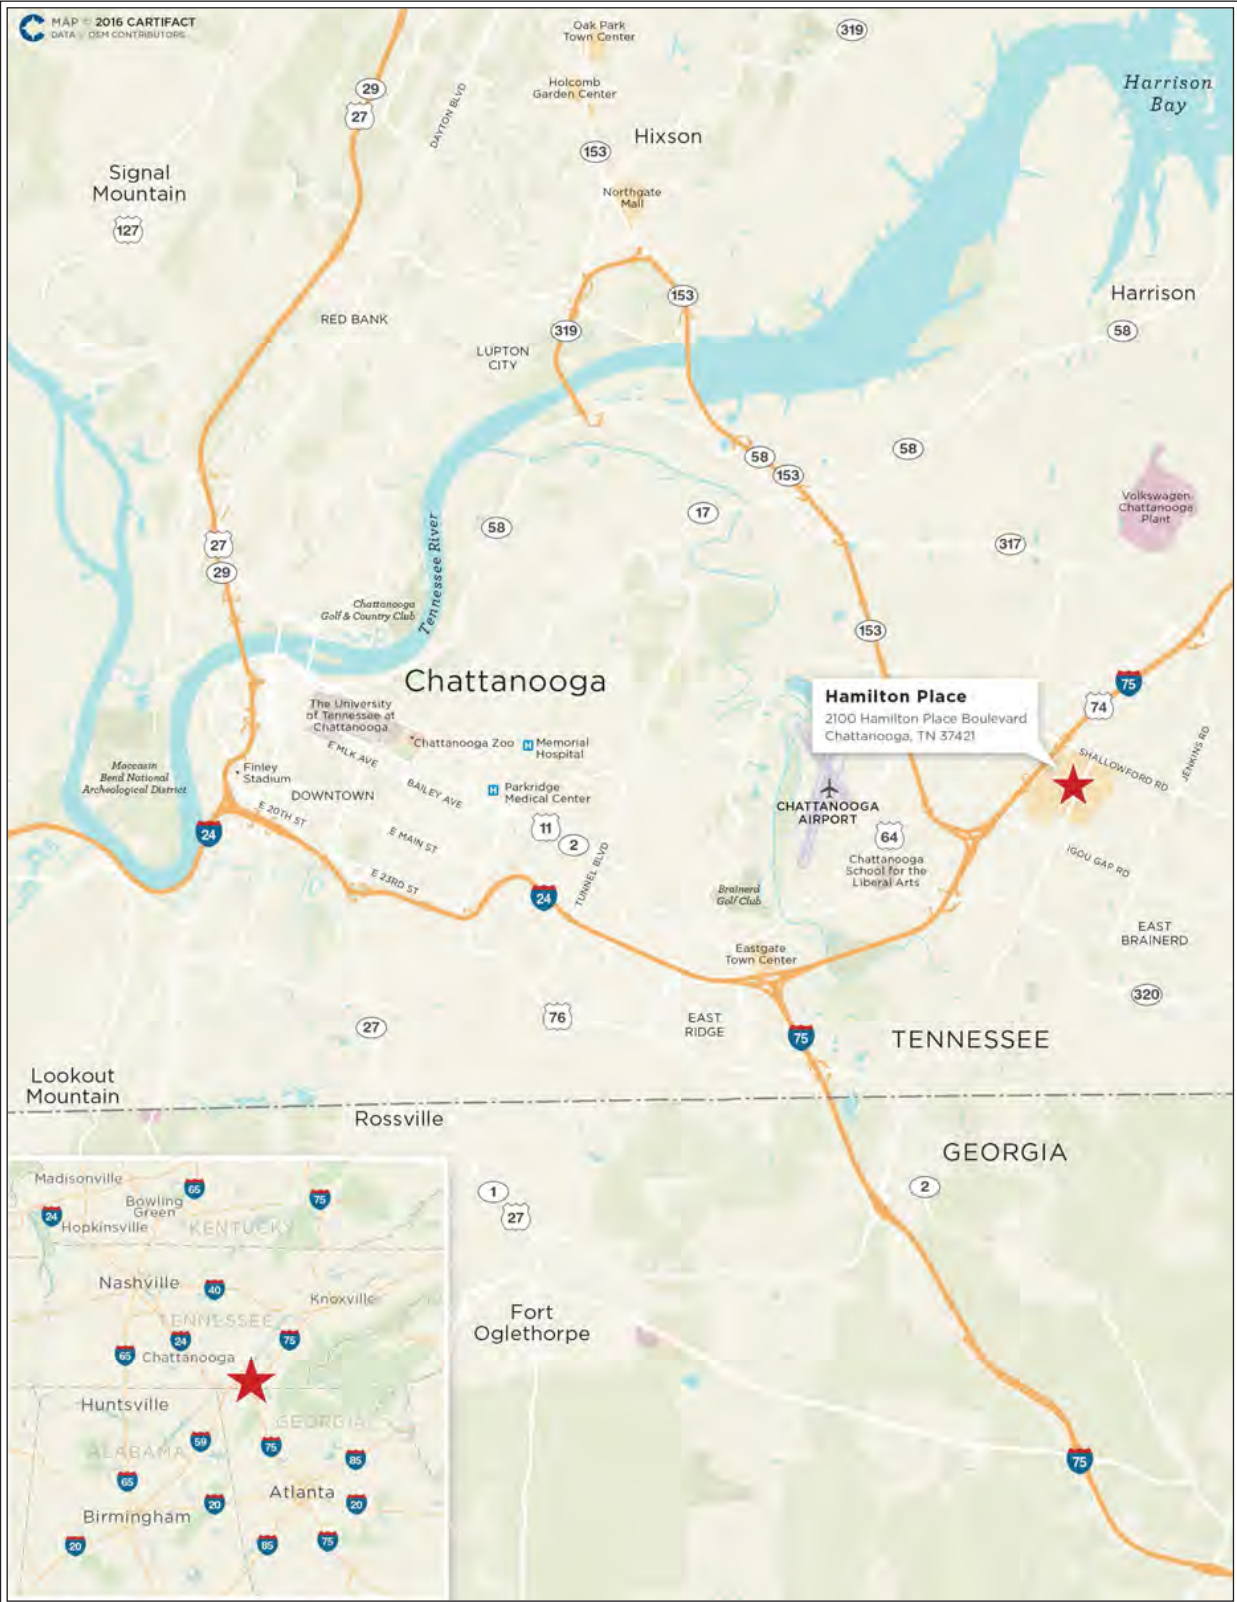 MAP © 2016 CARTIFACT
DATA © OSM CONTRIBUTORS
Oak Park
Town Center
319
Harrison
Bay
29
27
DAYTON BLVD
Holcomb
Garden Center
Hixson
153
Signal
Mountain
127
Northgate
Mall
153
Harrison
58
RED BANK
319
LUPTON
CITY
58
153
58
Volkswagen
Chattanooga
Plant
17
58
317
27
29
Tennessee River
Chattanooga
Golf & Country Club
153
Chattanooga
Hamilton Place
2100 Hamilton Place Boulevard
Chattanooga, TN 37421
75
74
SHALLOWFORD RD
JENKINS RD
The University
of Tennessee at
Chattanooga
Chattanooga Zoo
H Memorial
Hospital
E MLK AVE
Finley
Stadium
Moccasin
Bend National
Archeological District
DOWNTOWN
BAILEY AVE
H Parkridge
Medical Center
CHATTANOOGA
AIRPORT
E 20TH ST
24
E MAIN ST
11
2
64
Chattanooga
School for the
Liberal Arts
IGOU GAP RD
E 23RD ST
TUNNEL BLVD
24
Brainerd
Golf Club
EAST
BRAINERD
Eastgate
Town Center
320
27
76
EAST
RIDGE
75
TENNESSEE
Lookout
Mountain
Rossville
GEORGIA
2
1
27
Fort
Oglethorpe
75
Madisonville
65
75
Bowling
Green
24
Hopkinsville
KENTUCKY
Nashville
40
Knoxville
TENNESSEE
24
75
65
Chattanooga
Huntsville
GEORGIA
59
75
ALABAMA
85
65
Atlanta
20
20
Birmingham
20
85
75